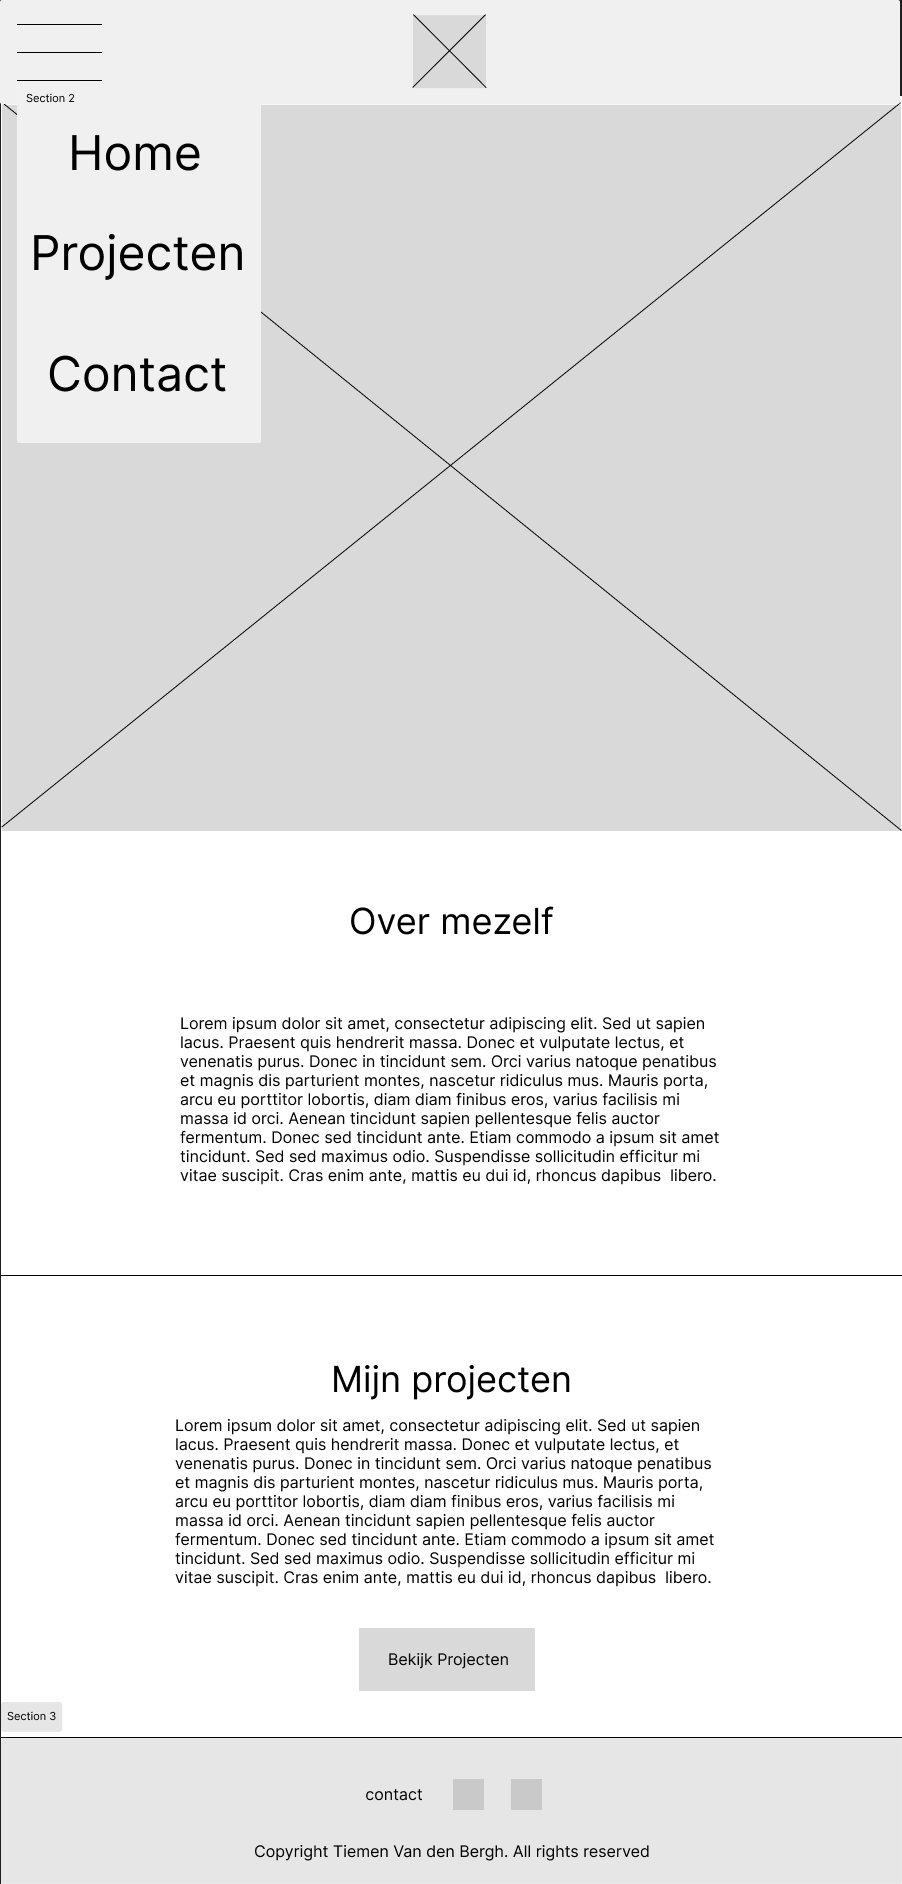 Section 2
Home
Projecten
Contact
Over mezelf
Lorem ipsum dolor sit amet, consectetur adipiscing elit. Sed ut sapien
lacus. Praesent quis hendrerit massa. Donec et vulputate lectus, et
venenatis purus. Donec in tincidunt sem. Orci varius natoque penatibus
et magnis dis parturient montes, nascetur ridiculus mus. Mauris porta,
arcu eu porttitor lobortis, diam diam finibus eros, varius facilisis mi
massa id orci. Aenean tincidunt sapien pellentesque felis auctor
fermentum. Donec sed tincidunt ante. Etiam commodo a ipsum sit amet
tincidunt. Sed sed maximus odio. Suspendisse sollicitudin efficitur mi
vitae suscipit. Cras enim ante, mattis eu dui id, rhoncus dapibus  libero.
Mijn projecten
Lorem ipsum dolor sit amet, consectetur adipiscing elit. Sed ut sapien
lacus. Praesent quis hendrerit massa. Donec et vulputate lectus, et
venenatis purus. Donec in tincidunt sem. Orci varius natoque penatibus
et magnis dis parturient montes, nascetur ridiculus mus. Mauris porta,
arcu eu porttitor lobortis, diam diam finibus eros, varius facilisis mi
massa id orci. Aenean tincidunt sapien pellentesque felis auctor
fermentum. Donec sed tincidunt ante. Etiam commodo a ipsum sit amet
tincidunt. Sed sed maximus odio. Suspendisse sollicitudin efficitur mi
vitae suscipit. Cras enim ante, mattis eu dui id, rhoncus dapibus  libero.
Bekijk Projecten
Section 3
contact
Copyright Tiemen Van den Bergh. All rights reserved